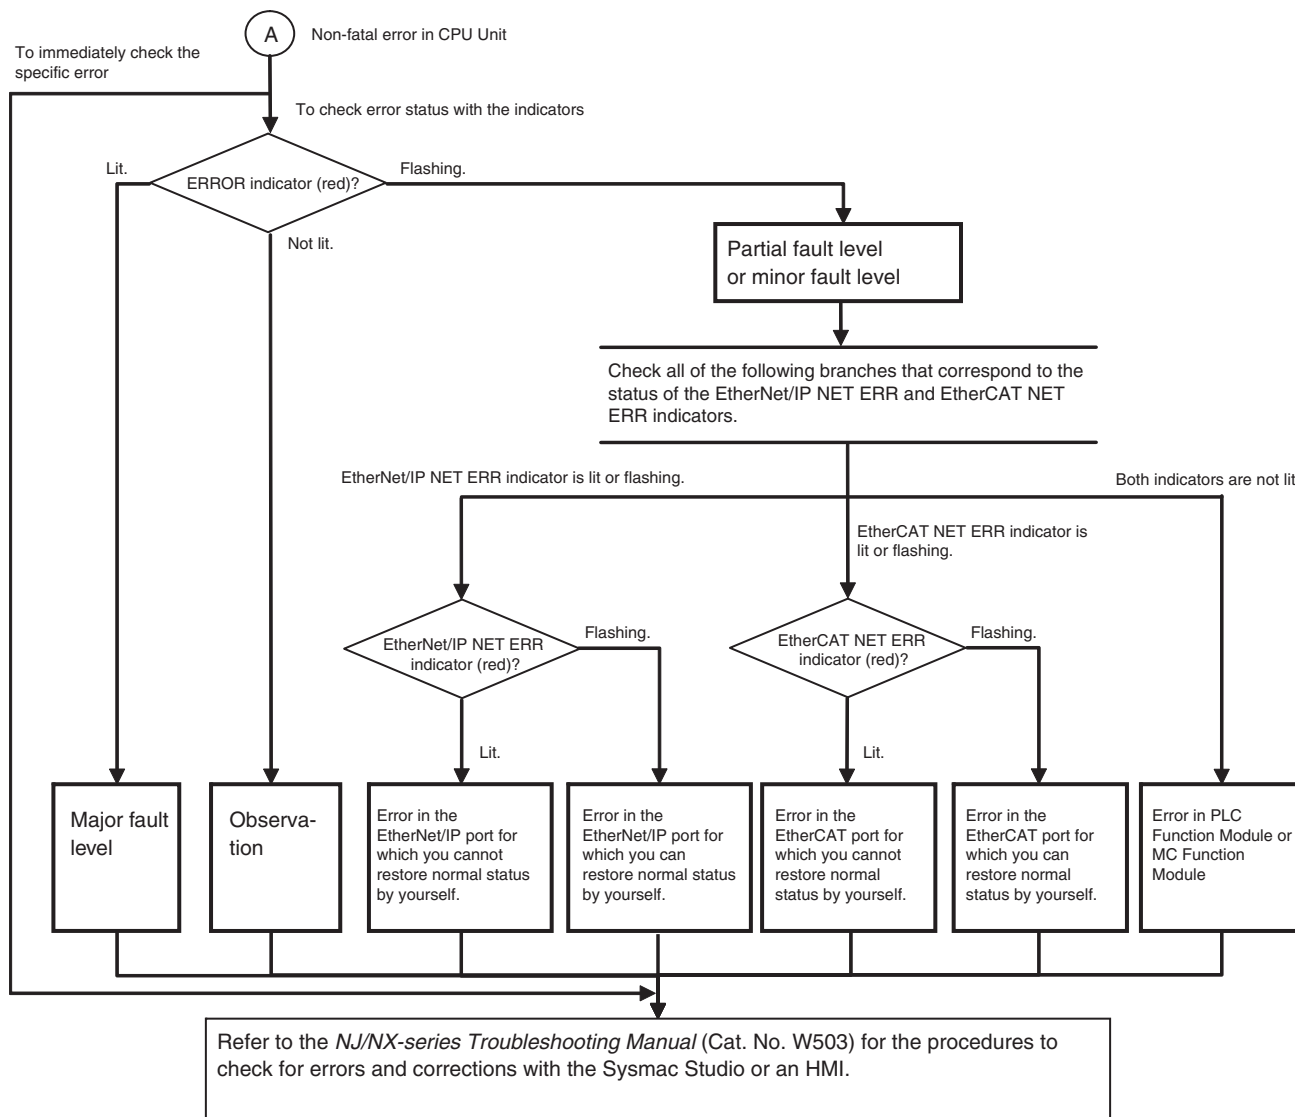 A
Non-fatal error in CPU Unit
To immediately check the
specific error
To check error status with the indicators
Lit.
ERROR indicator (red)?
Flashing.
Not lit.
Partial fault level
or minor fault level
Check all of the following branches that correspond to the
status of the EtherNet/IP NET ERR and EtherCAT NET
ERR indicators.
EtherNet/IP NET ERR indicator is lit or flashing.
Both indicators are not lit
EtherCAT NET ERR indicator is
lit or flashing.
EtherNet/IP NET ERR
indicator (red)?
Flashing.
EtherCAT NET ERR
indicator (red)?
Flashing.
Lit.
Lit.
Major fault
level
Observa-
tion
Error in the
EtherNet/IP port for
which you cannot
restore normal status
by yourself.
Error in the
EtherNet/IP port for
which you can
restore normal status
by yourself.
Error in the
EtherCAT port for
which you cannot
restore normal
status by yourself.
Error in the
EtherCAT port for
which you can
restore normal
status by yourself.
Error in PLC
Function Module or
MC Function
Module
Refer to the NJ/NX-series Troubleshooting Manual (Cat. No. W503) for the procedures to
check for errors and corrections with the Sysmac Studio or an HMI.